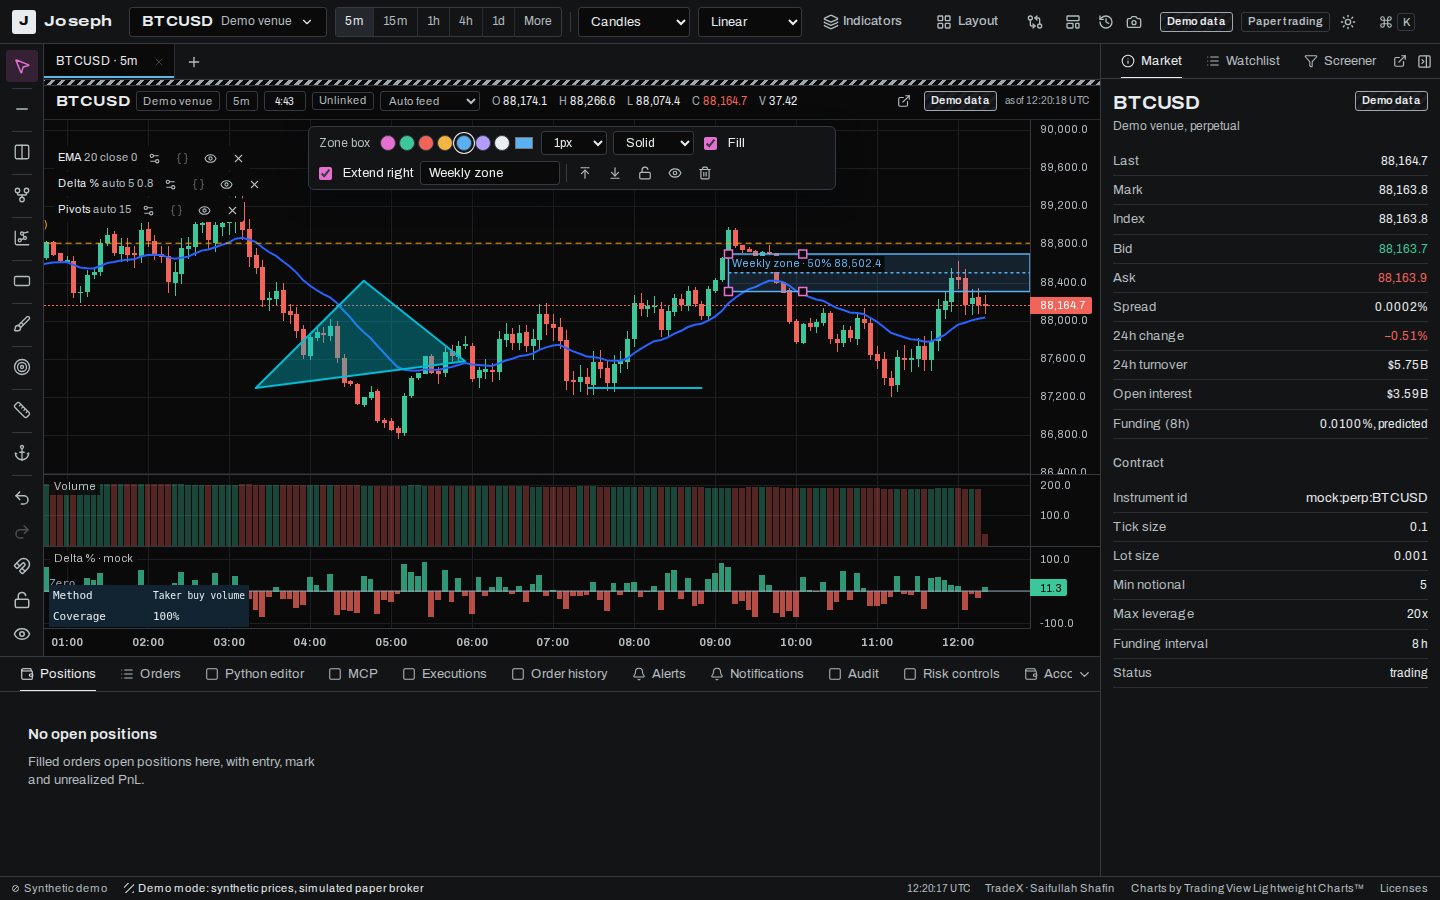 J Joseph BTCUSD Demo venue 5m 15m 1h 4h 1d More Candles Linear Indicators Layout Demo data Paper trading ⌘ K
BTCUSD · 5m × +
Market Watchlist Screener
BTCUSD Demo venue 5m 4:43 Unlinked Auto feed O 88,174.1 H 88,266.6 L 88,074.4 C 88,164.7 V 37.42 Demo data as of 12:20:18 UTC
Zone box 1px Solid Fill
Extend right Weekly zone
EMA 20 close 0
Delta % auto 5 0.8
Pivots auto 15
Weekly zone · 50% 88,502.4
90,000.0
89,600.0
89,200.0
88,800.0
88,400.0
88,164.7
88,000.0
87,600.0
87,200.0
86,800.0
86,400.0
Volume
200.0
100.0
Delta % · mock
100.0
11.3
-100.0
Zero
Method Taker buy volume
Coverage 100%
01:00 02:00 03:00 04:00 05:00 06:00 07:00 08:00 09:00 10:00 11:00 12:00
BTCUSD Demo data
Demo venue, perpetual
Last 88,164.7
Mark 88,163.8
Index 88,163.8
Bid 88,163.7
Ask 88,163.9
Spread 0.0002%
24h change −0.51%
24h turnover $5.75B
Open interest $3.59B
Funding (8h) 0.0100%, predicted
Contract
Instrument id mock:perp:BTCUSD
Tick size 0.1
Lot size 0.001
Min notional 5
Max leverage 20x
Funding interval 8h
Status trading
Positions Orders Python editor MCP Executions Order history Alerts Notifications Audit Risk controls Acco
No open positions
Filled orders open positions here, with entry, mark
and unrealized PnL.
Synthetic demo Demo mode: synthetic prices, simulated paper broker 12:20:17 UTC TradeX · Saifullah Shafin Charts by TradingView Lightweight Charts™ Licenses